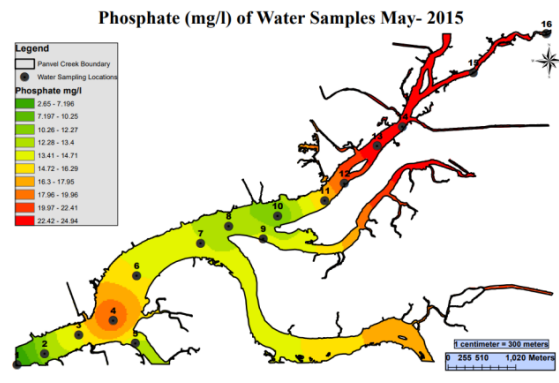 Phosphate (mg/l) of Water Samples May- 2015
Legend
Panvel Creek Boundary
Water Sampling Locations
Phosphate mg/l
2.65 - 7.196
7.197 - 10.25
10.26 - 12.27
12.28 - 13.4
13.41 - 14.71
14.72 - 16.29
16.3 - 17.95
17.96 - 19.96
19.97 - 22.41
22.42 - 24.94
16
15
13
12
11
10
8
9
7
6
4
3
5
2
1
1 centimeter = 300 meters
0 255 510 1,020 Meters